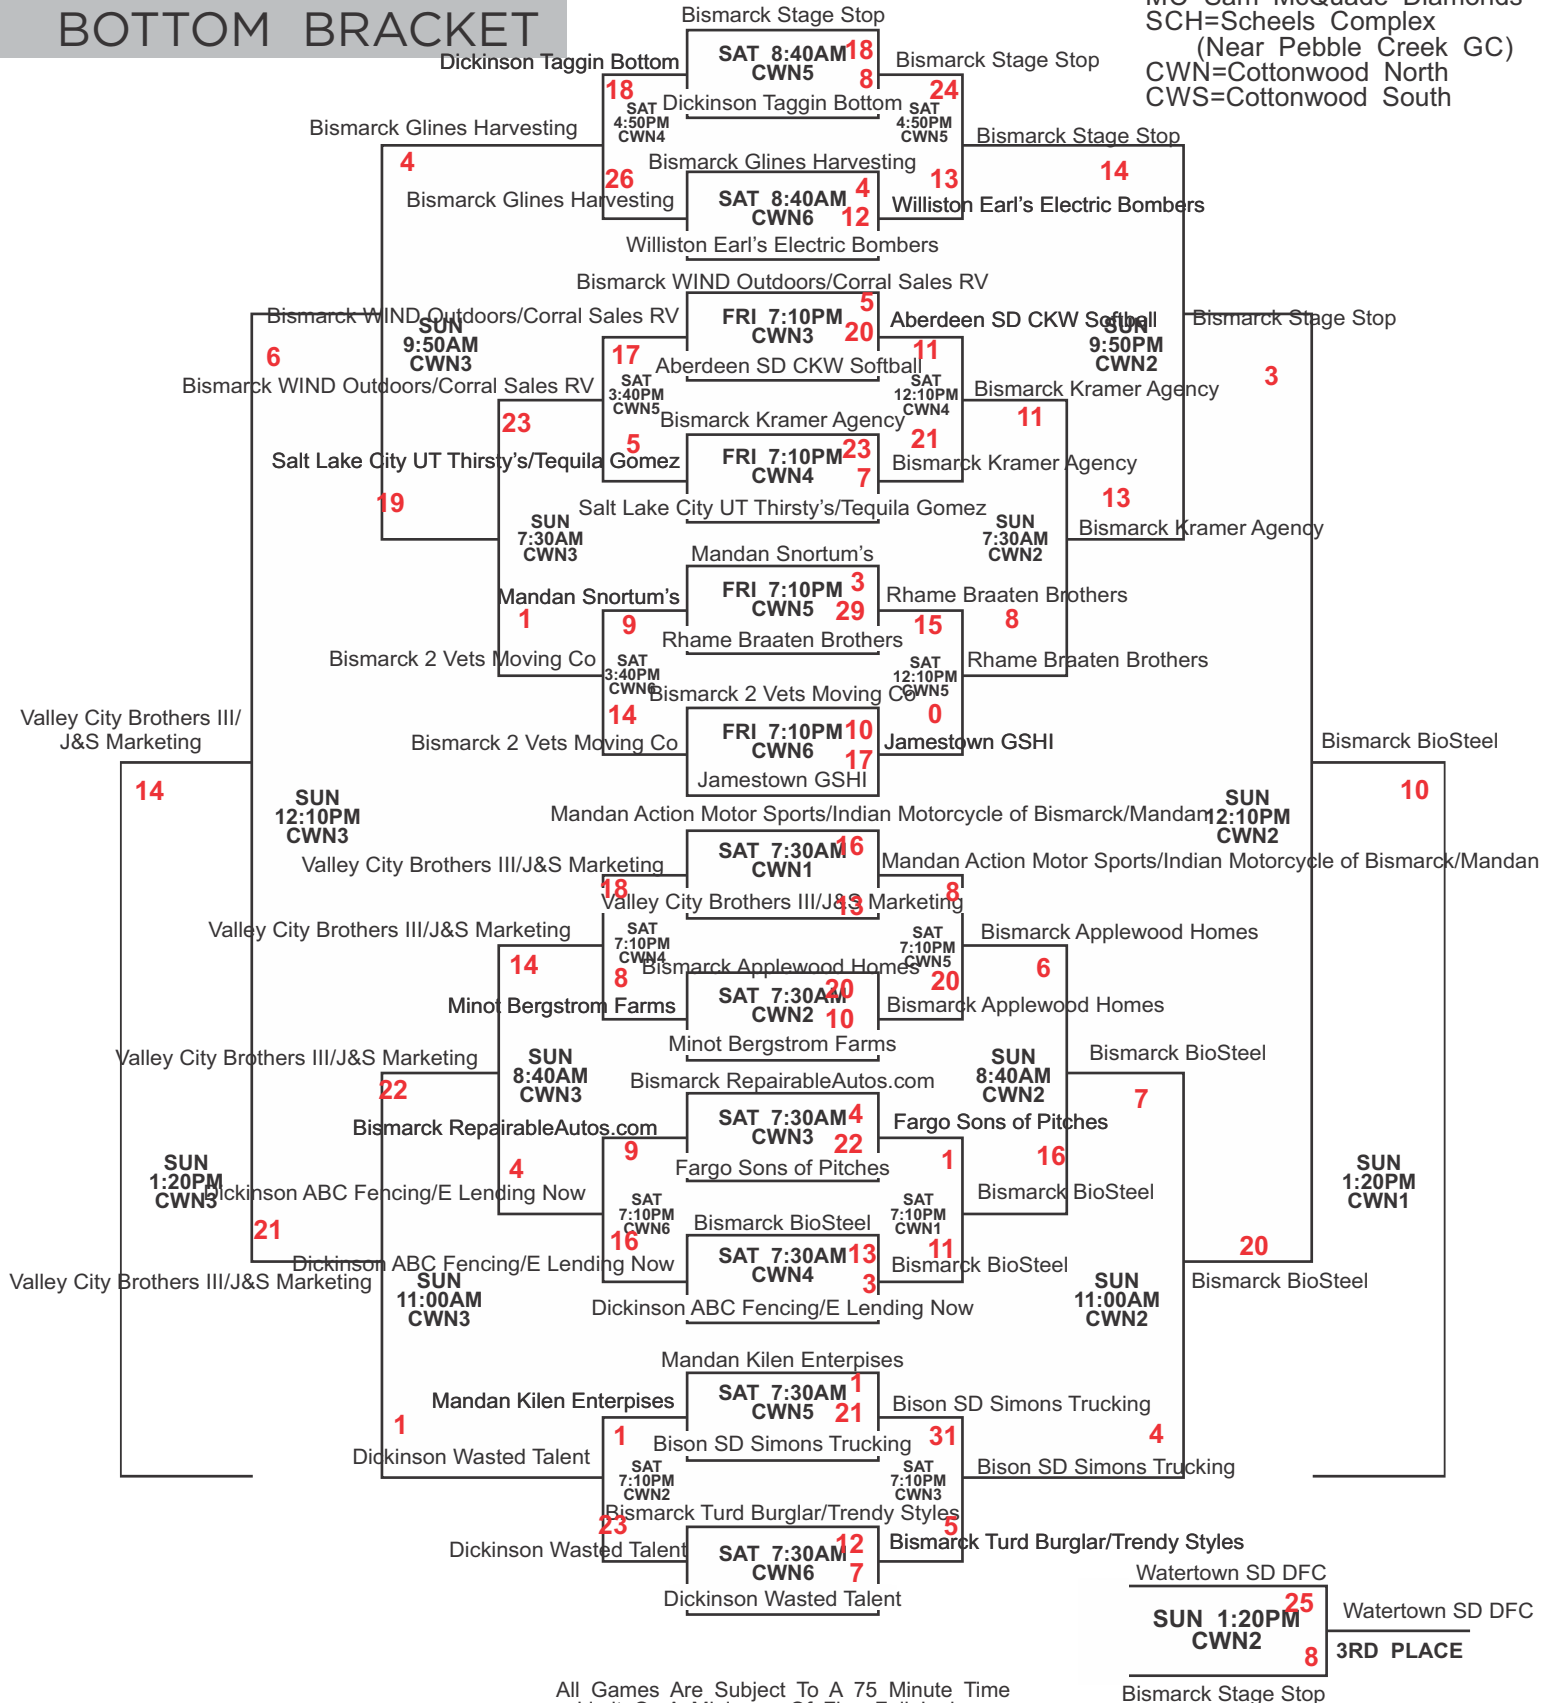 BOTTOM BRACKET
SCH=Scheels Complex
(Near Pebble Creek GC)
CWN=Cottonwood North
CWS=Cottonwood South
Bismarck Stage Stop
SAT 8:40AM 18
CWN5 8
Dickinson Taggin Bottom
Dickinson Taggin Bottom
18
SAT
4:50PM
CWN4
26
Bismarck Glines Harvesting
Bismarck Stage Stop
24
SAT
4:50PM
CWN5
13
Williston Earl's Electric Bombers
Bismarck Glines Harvesting
SAT 8:40AM 4
CWN6 12
Williston Earl's Electric Bombers
Bismarck Glines Harvesting
4
Bismarck Stage Stop
14
Bismarck WIND Outdoors/Corral Sales RV
FRI 7:10PM 5
CWN3 20
Aberdeen SD CKW Softball
Bismarck WIND Outdoors/Corral Sales RV
17
SAT
3:40PM
CWN5
5
Salt Lake City UT Thirsty's/Tequila Gomez
Aberdeen SD CKW Softball
11
SAT
12:10PM
CWN4
21
Bismarck Kramer Agency
Bismarck Kramer Agency
FRI 7:10PM 23
CWN4 7
Salt Lake City UT Thirsty's/Tequila Gomez
SUN
9:50AM
CWN3
SUN
9:50PM
CWN2
6
Bismarck Stage Stop
3
Bismarck WIND Outdoors/Corral Sales RV
23
Bismarck Kramer Agency
11
19
13
Bismarck Kramer Agency
SUN
7:30AM
CWN3
SUN
7:30AM
CWN2
Mandan Snortum's
FRI 7:10PM 3
CWN5 29
Rhame Braaten Brothers
Mandan Snortum's
1
9
SAT
3:40PM
CWN6
14
Bismarck 2 Vets Moving Co
Bismarck 2 Vets Moving Co
Rhame Braaten Brothers
15
8
SAT
12:10PM
CWN5
0
Rhame Braaten Brothers
Jamestown GSHI
Bismarck 2 Vets Moving Co
FRI 7:10PM 10
CWN6 17
Jamestown GSHI
Valley City Brothers III/
J&S Marketing
14
Bismarck BioSteel
10
SUN
12:10PM
CWN3
SUN
12:10PM
CWN2
Mandan Action Motor Sports/Indian Motorcycle of Bismarck/Mandan
SAT 7:30AM 16
CWN1 13
Valley City Brothers III/J&S Marketing
Valley City Brothers III/J&S Marketing
18
SAT
7:10PM
CWN4
8
Minot Bergstrom Farms
Mandan Action Motor Sports/Indian Motorcycle of Bismarck/Mandan
8
SAT
7:10PM
CWN5
20
Bismarck Applewood Homes
Bismarck Applewood Homes
SAT 7:30AM 20
CWN2 10
Minot Bergstrom Farms
Valley City Brothers III/J&S Marketing
14
Bismarck Applewood Homes
6
Valley City Brothers III/J&S Marketing
22
SUN
8:40AM
CWN3
SUN
8:40AM
CWN2
Bismarck BioSteel
7
Bismarck RepairableAutos.com
SAT 7:30AM 4
CWN3 22
Fargo Sons of Pitches
Bismarck RepairableAutos.com
9
SAT
7:10PM
CWN6
16
Dickinson ABC Fencing/E Lending Now
Fargo Sons of Pitches
1
SAT
7:10PM
CWN1
11
Bismarck BioSteel
Bismarck BioSteel
SAT 7:30AM 13
CWN4 3
Dickinson ABC Fencing/E Lending Now
4
Dickinson ABC Fencing/E Lending Now
16
Bismarck BioSteel
SUN
1:20PM
CWN3
SUN
1:20PM
CWN1
21
Valley City Brothers III/J&S Marketing
20
Bismarck BioSteel
SUN
11:00AM
CWN3
SUN
11:00AM
CWN2
Mandan Kilen Enterpises
SAT 7:30AM 1
CWN5 21
Bison SD Simons Trucking
Mandan Kilen Enterpises
1
SAT
7:10PM
CWN2
23
Dickinson Wasted Talent
Bison SD Simons Trucking
31
SAT
7:10PM
CWN3
5
Bismarck Turd Burglar/Trendy Styles
Bismarck Turd Burglar/Trendy Styles
SAT 7:30AM 12
CWN6 7
Dickinson Wasted Talent
1
Dickinson Wasted Talent
4
Bison SD Simons Trucking
Watertown SD DFC
25
SUN 1:20PM
CWN2
8
Bismarck Stage Stop
Watertown SD DFC
3RD PLACE
All Games Are Subject To A 75 Minute Time